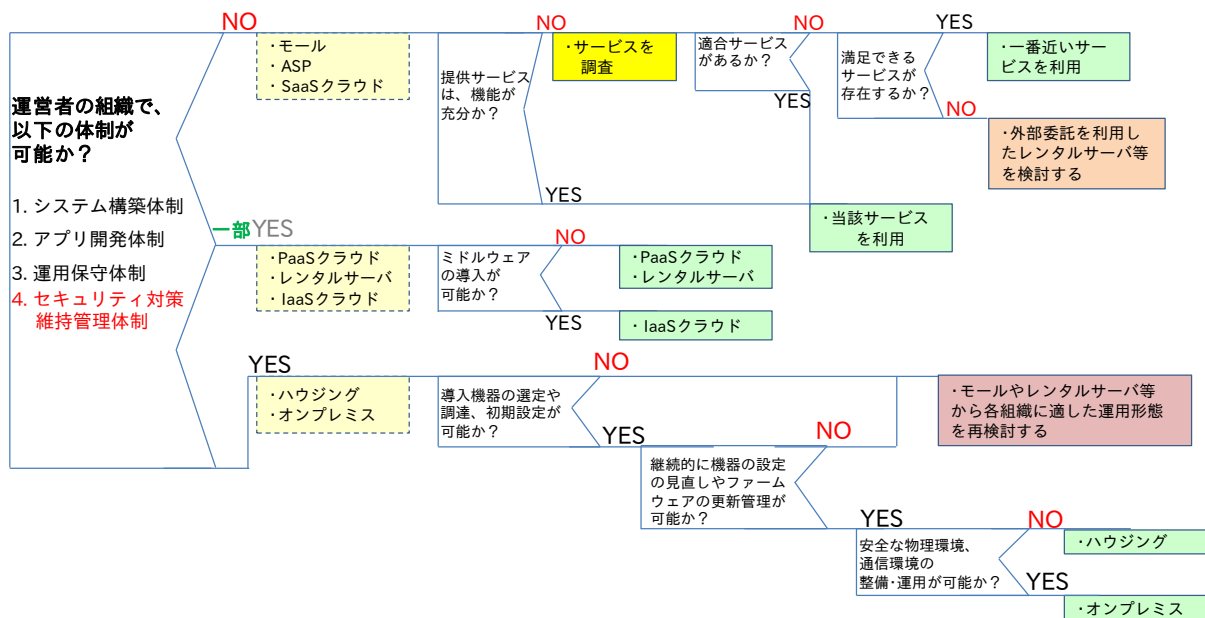 運営者の組織で、
以下の体制が
可能か？
1. システム構築体制
2. アプリ開発体制
3. 運用保守体制
4. セキュリティ対策
維持管理体制
NO
・モール
・ASP
・SaaSクラウド
提供サービス
は、機能が
充分か？
NO
・サービスを
調査
適合サービス
があるか？
NO
満足できる
サービスが
存在するか？
YES
・一番近いサー
ビスを利用
NO
・外部委託を利用し
たレンタルサーバ等
を検討する
YES
YES
・当該サービス
を利用
一部YES
・PaaSクラウド
・レンタルサーバ
・IaaSクラウド
ミドルウェア
の導入が
可能か？
NO
・PaaSクラウド
・レンタルサーバ
YES
・IaaSクラウド
YES
・ハウジング
・オンプレミス
導入機器の選定や
調達、初期設定が
可能か？
NO
・モールやレンタルサーバ等
から各組織に適した運用形態
を再検討する
YES
継続的に機器の設定
の見直しやファーム
ウェアの更新管理が
可能か？
NO
YES
安全な物理環境、
通信環境の
整備・運用が可能か？
NO
・ハウジング
YES
・オンプレミス